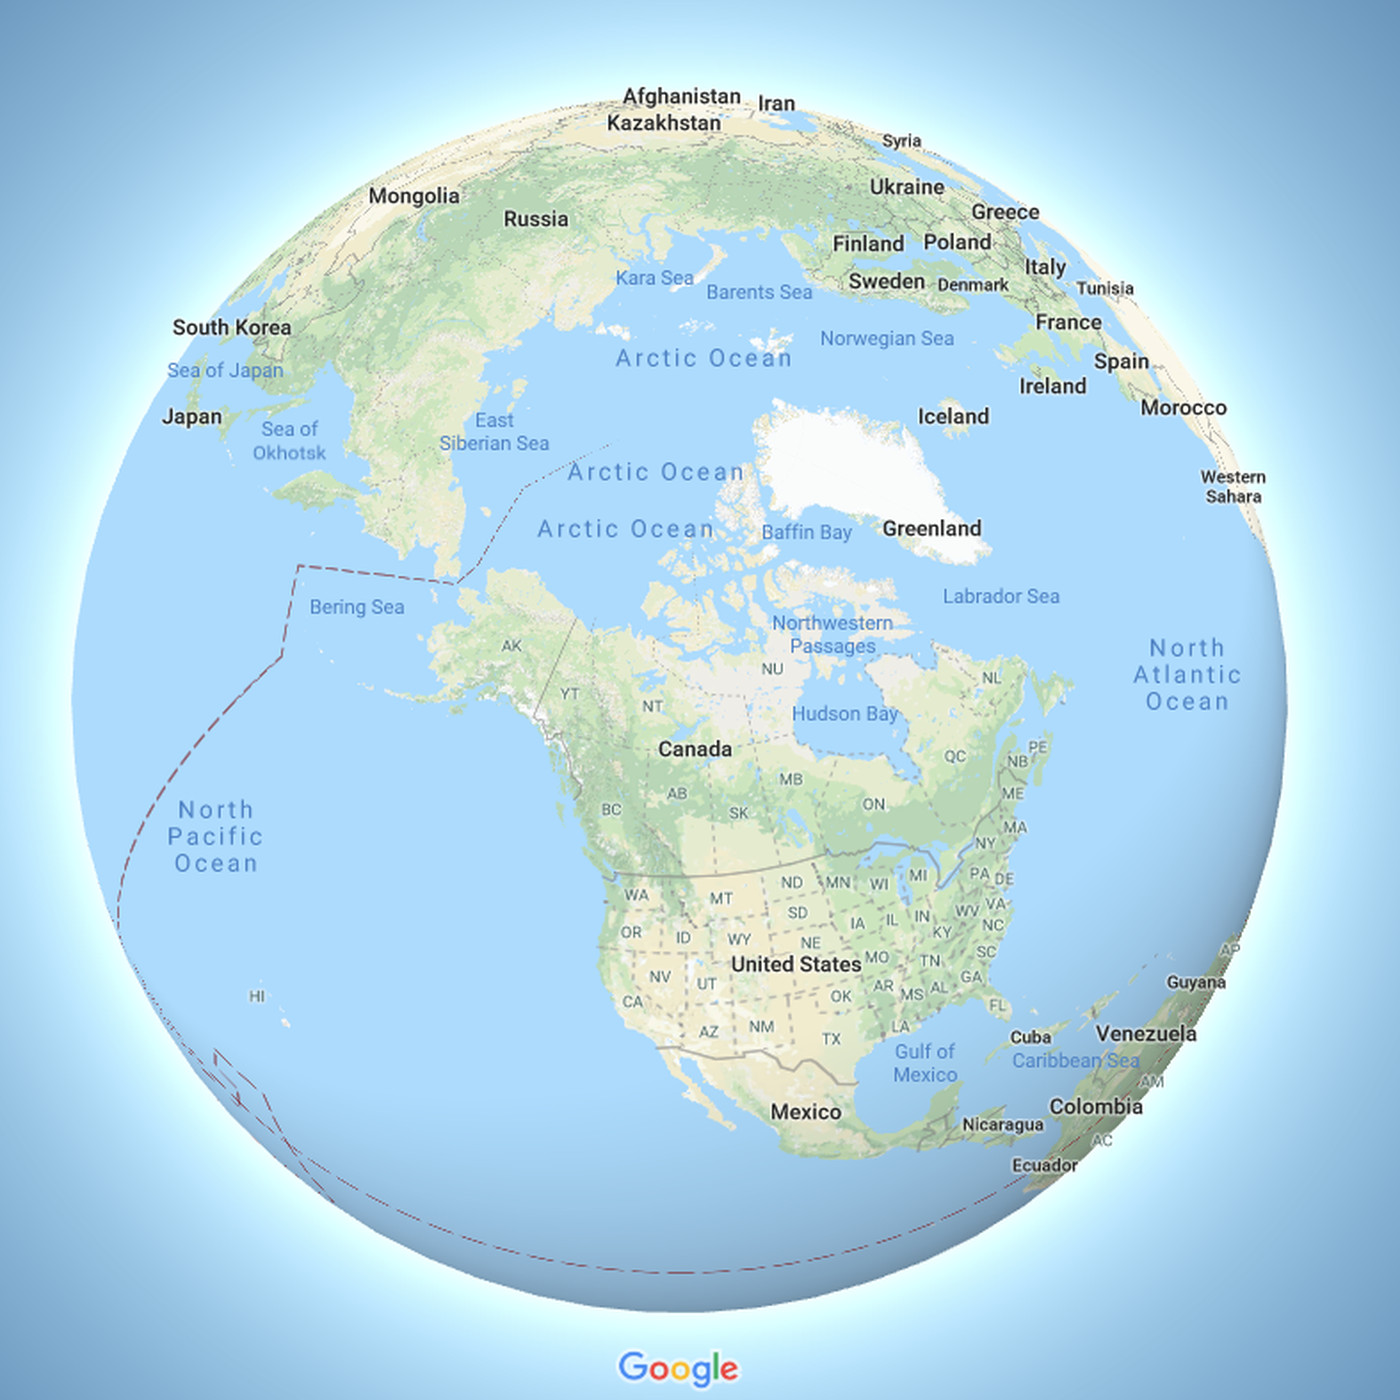 Afghanistan
Iran
Kazakhstan
Syria
Mongolia
Ukraine
Russia
Greece
Finland
Poland
Kara Sea
Barents Sea
Sweden
Denmark
Italy
Tunisia
South Korea
Norwegian Sea
France
Sea of Japan
Arctic Ocean
Spain
Ireland
Japan
Sea of
Okhotsk
East
Siberian Sea
Iceland
Morocco
Arctic Ocean
Western
Sahara
Arctic Ocean
Baffin Bay
Greenland
Bering Sea
Labrador Sea
Northwestern
Passages
AK
NU
North
Atlantic
Ocean
YT
NT
NL
Hudson Bay
Canada
QC
NB
PE
AB
MB
ME
BC
SK
ON
MA
North
Pacific
Ocean
NY
WA
MT
ND
MN
WI
MI
PA
DE
OR
ID
WY
SD
IA
IL
IN
WV
VA
KY
NC
NE
United States
MO
TN
SC
AP
NV
UT
OK
AR
MS
AL
GA
Guyana
HI
CA
AZ
NM
TX
LA
FL
Cuba
Venezuela
Gulf of
Mexico
Caribbean Sea
AM
Mexico
Nicaragua
Colombia
AC
Ecuador
Google